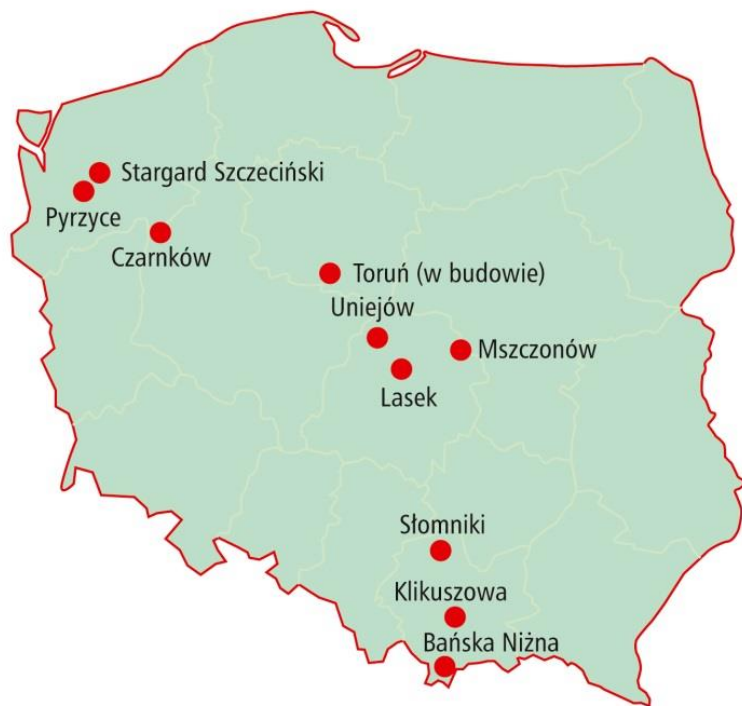 Stargard Szczeciński
Pyrzyce
Czarnków
Toruń (w budowie)
Uniejów
Mszczonów
Lasek
Słomniki
Klikuszowa
Bańska Niżna